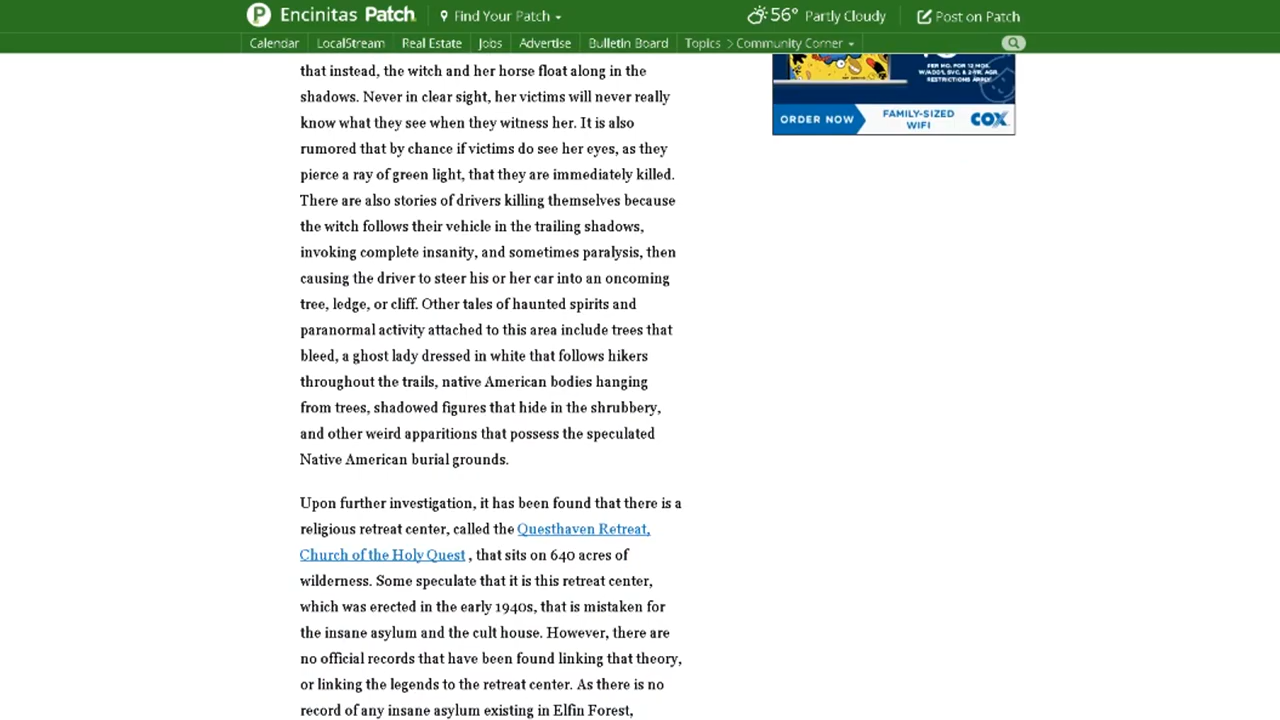 Encinitas Patch
Find Your Patch
56° Partly Cloudy
Post on Patch
Calendar
LocalStream
Real Estate
Jobs
Advertise
Bulletin Board
Topics > Community Corner
that instead, the witch and her horse float along in the
shadows. Never in clear sight, her victims will never really
know what they see when they witness her. It is also
rumored that by chance if victims do see her eyes, as they
pierce a ray of green light, that they are immediately killed.
There are also stories of drivers killing themselves because
the witch follows their vehicle in the trailing shadows,
invoking complete insanity, and sometimes paralysis, then
causing the driver to steer his or her car into an oncoming
tree, ledge, or cliff. Other tales of haunted spirits and
paranormal activity attached to this area include trees that
bleed, a ghost lady dressed in white that follows hikers
throughout the trails, native American bodies hanging
from trees, shadowed figures that hide in the shrubbery,
and other weird apparitions that possess the speculated
Native American burial grounds.
Upon further investigation, it has been found that there is a
religious retreat center, called the Questhaven Retreat,
Church of the Holy Quest , that sits on 640 acres of
wilderness. Some speculate that it is this retreat center,
which was erected in the early 1940s, that is mistaken for
the insane asylum and the cult house. However, there are
no official records that have been found linking that theory,
or linking the legends to the retreat center. As there is no
record of any insane asylum existing in Elfin Forest,
PER MO. FOR 12 MOS.
W/ADD'L SVC. & 2-YR. AGR.
RESTRICTIONS APPLY.
ORDER NOW
FAMILY-SIZED
WIFI
COX